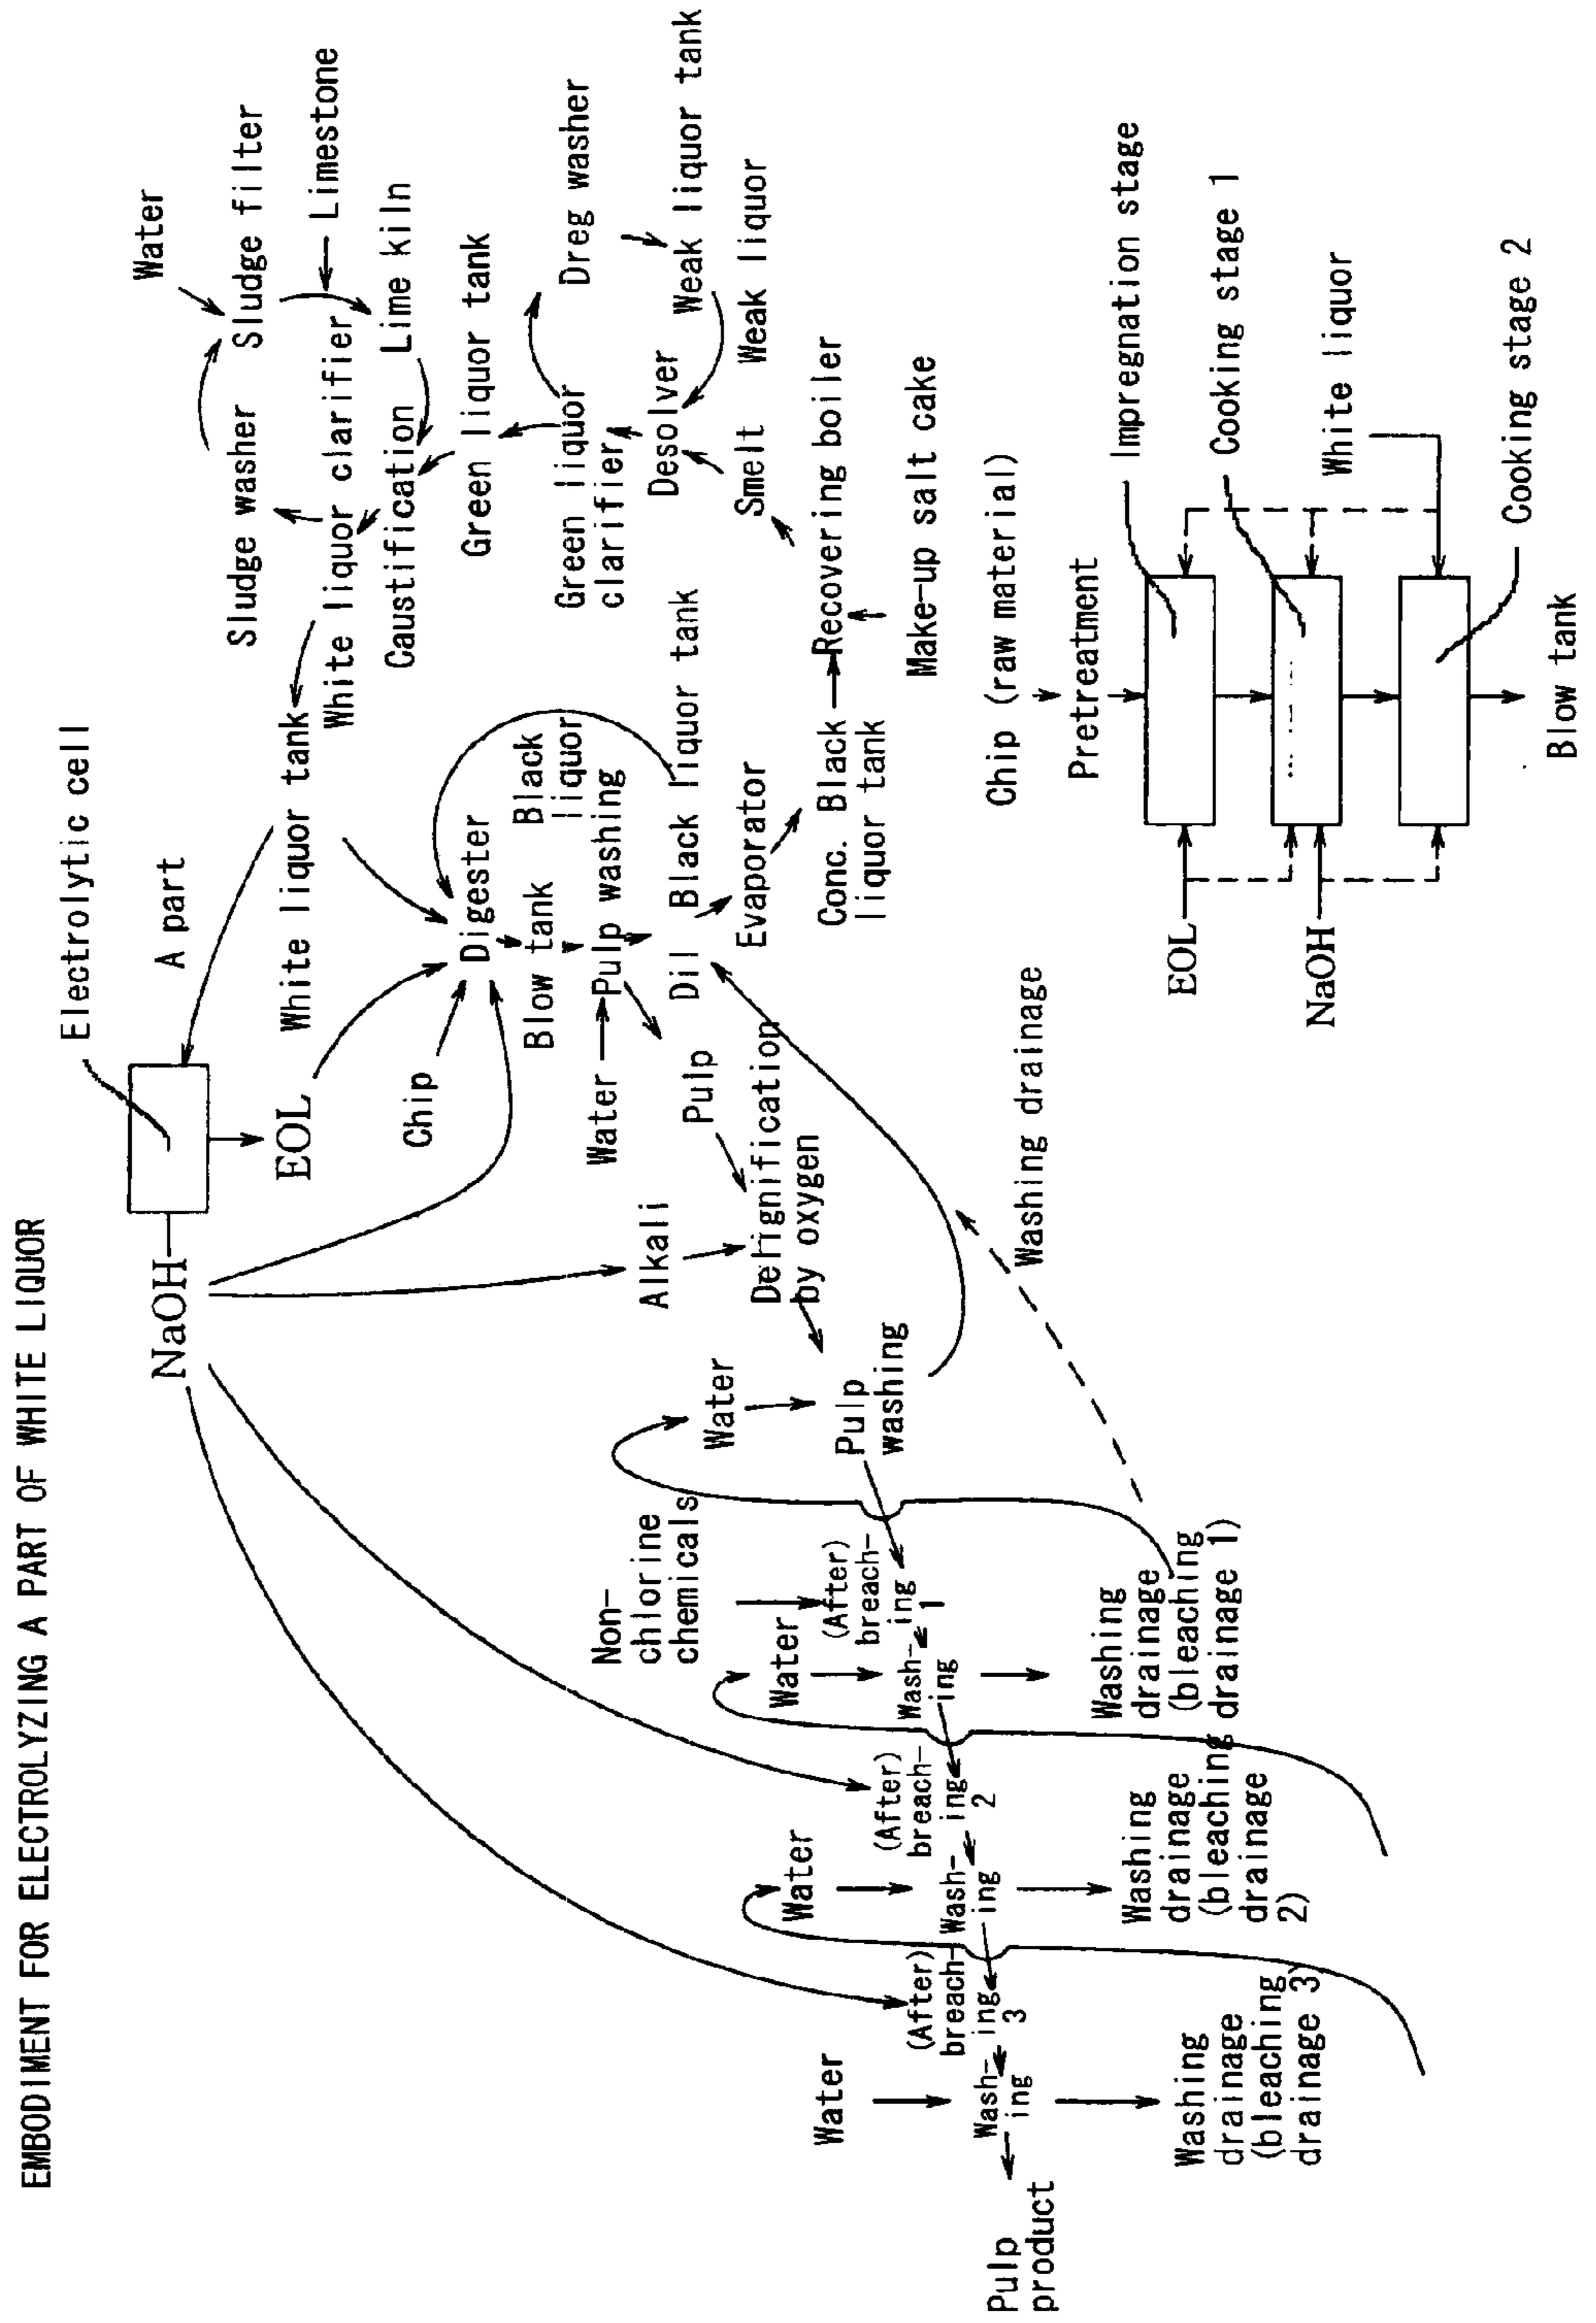 EMBODIMENT FOR ELECTROLYZING A PART OF WHITE LIQUOR
Electrolytic cell
NaOH
A part
EOL
White liquor tank
White liquor clarifier
Sludge washer
Water
Sludge filter
Limestone
Lime kiln
Caustification
Green liquor tank
Green liquor
clarifier
Dreg washer
Weak liquor tank
Weak liquor
Desolver
Smelt
Recovering boiler
Make-up salt cake
Chip
Digester
Blow tank
Black
liquor
Water
Pulp washing
Dil Black liquor tank
Evaporator
Conc. Black
liquor tank
Pulp
Alkali
Delignification
by oxygen
Water
Pulp
washing
Washing drainage
Non-
chlorine
chemicals
(After)
breach-
ing
1
Water
Wash-
ing
Washing
drainage
(bleaching
drainage 1)
(After)
breach-
ing
2
Water
Wash-
ing
Washing
drainage
(bleaching
drainage
2)
(After)
breach-
ing
3
Water
Wash-
ing
Washing
drainage
(bleaching
drainage 3)
Pulp
product
Chip (raw material)
Pretreatment
Impregnation stage
Cooking stage 1
White liquor
Cooking stage 2
EOL
NaOH
Blow tank